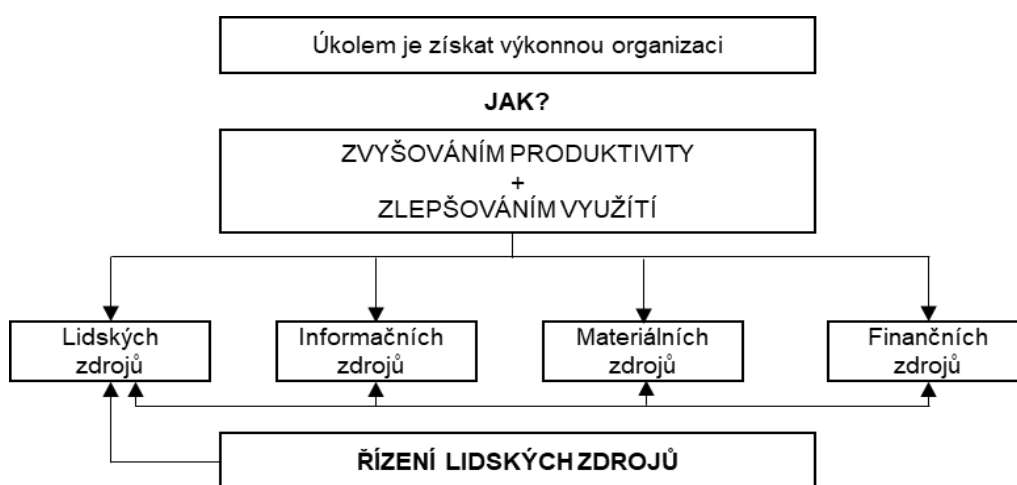 Úkolem je získat výkonnou organizaci
JAK?
ZVYŠOVÁNÍM PRODUKTIVITY
+
ZLEPŠOVÁNÍM VYUŽÍTÍ
Lidských
zdrojů
Informačních
zdrojů
Materiálních
zdrojů
Finančních
zdrojů
ŘÍZENÍ LIDSKÝCH ZDROJŮ